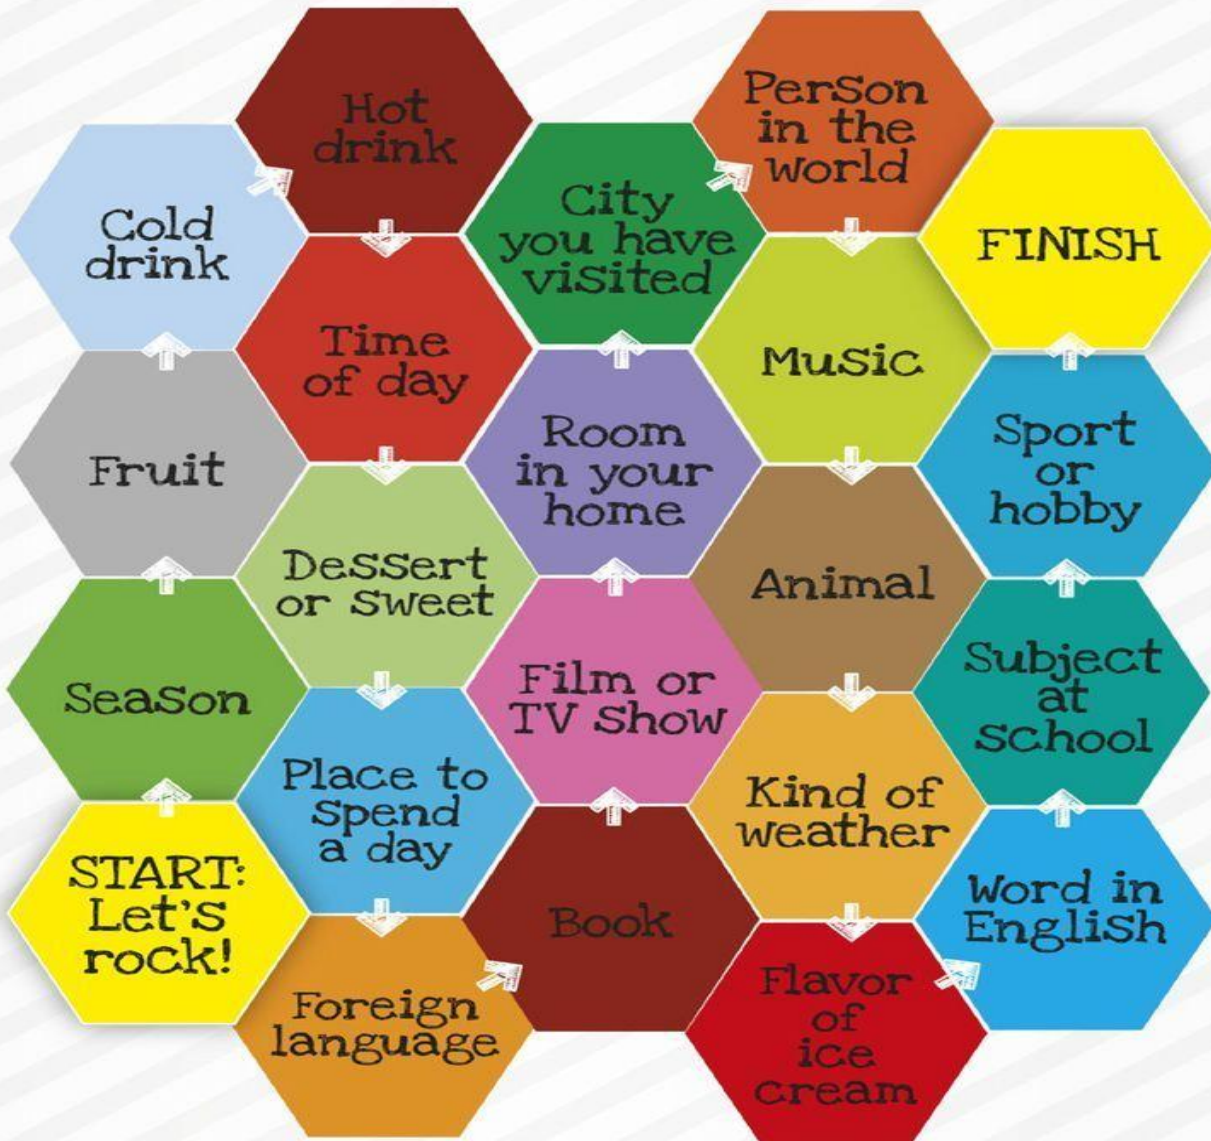 START:
Let's
rock!
Season
Fruit
Cold
drink
Hot
drink
Time
of day
Dessert
or sweet
Place to
spend
a day
Foreign
language
Book
Film or
TV show
Room
in your
home
City
you have
visited
Person
in the
world
Music
Animal
Kind of
weather
Flavor
of
ice
cream
Word in
English
Subject
at
school
Sport
or
hobby
FINISH